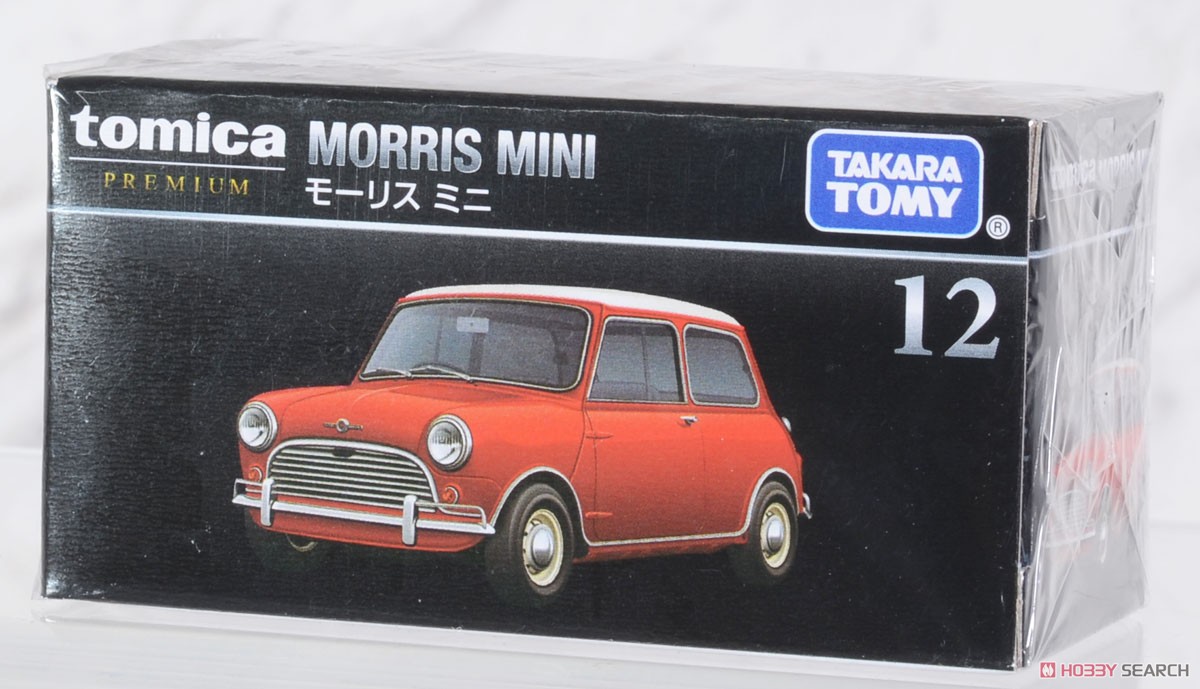 tomica
PREMIUM
MORRIS MINI
モーリス ミニ
TAKARA
TOMY
®
12
HOBBY SEARCH